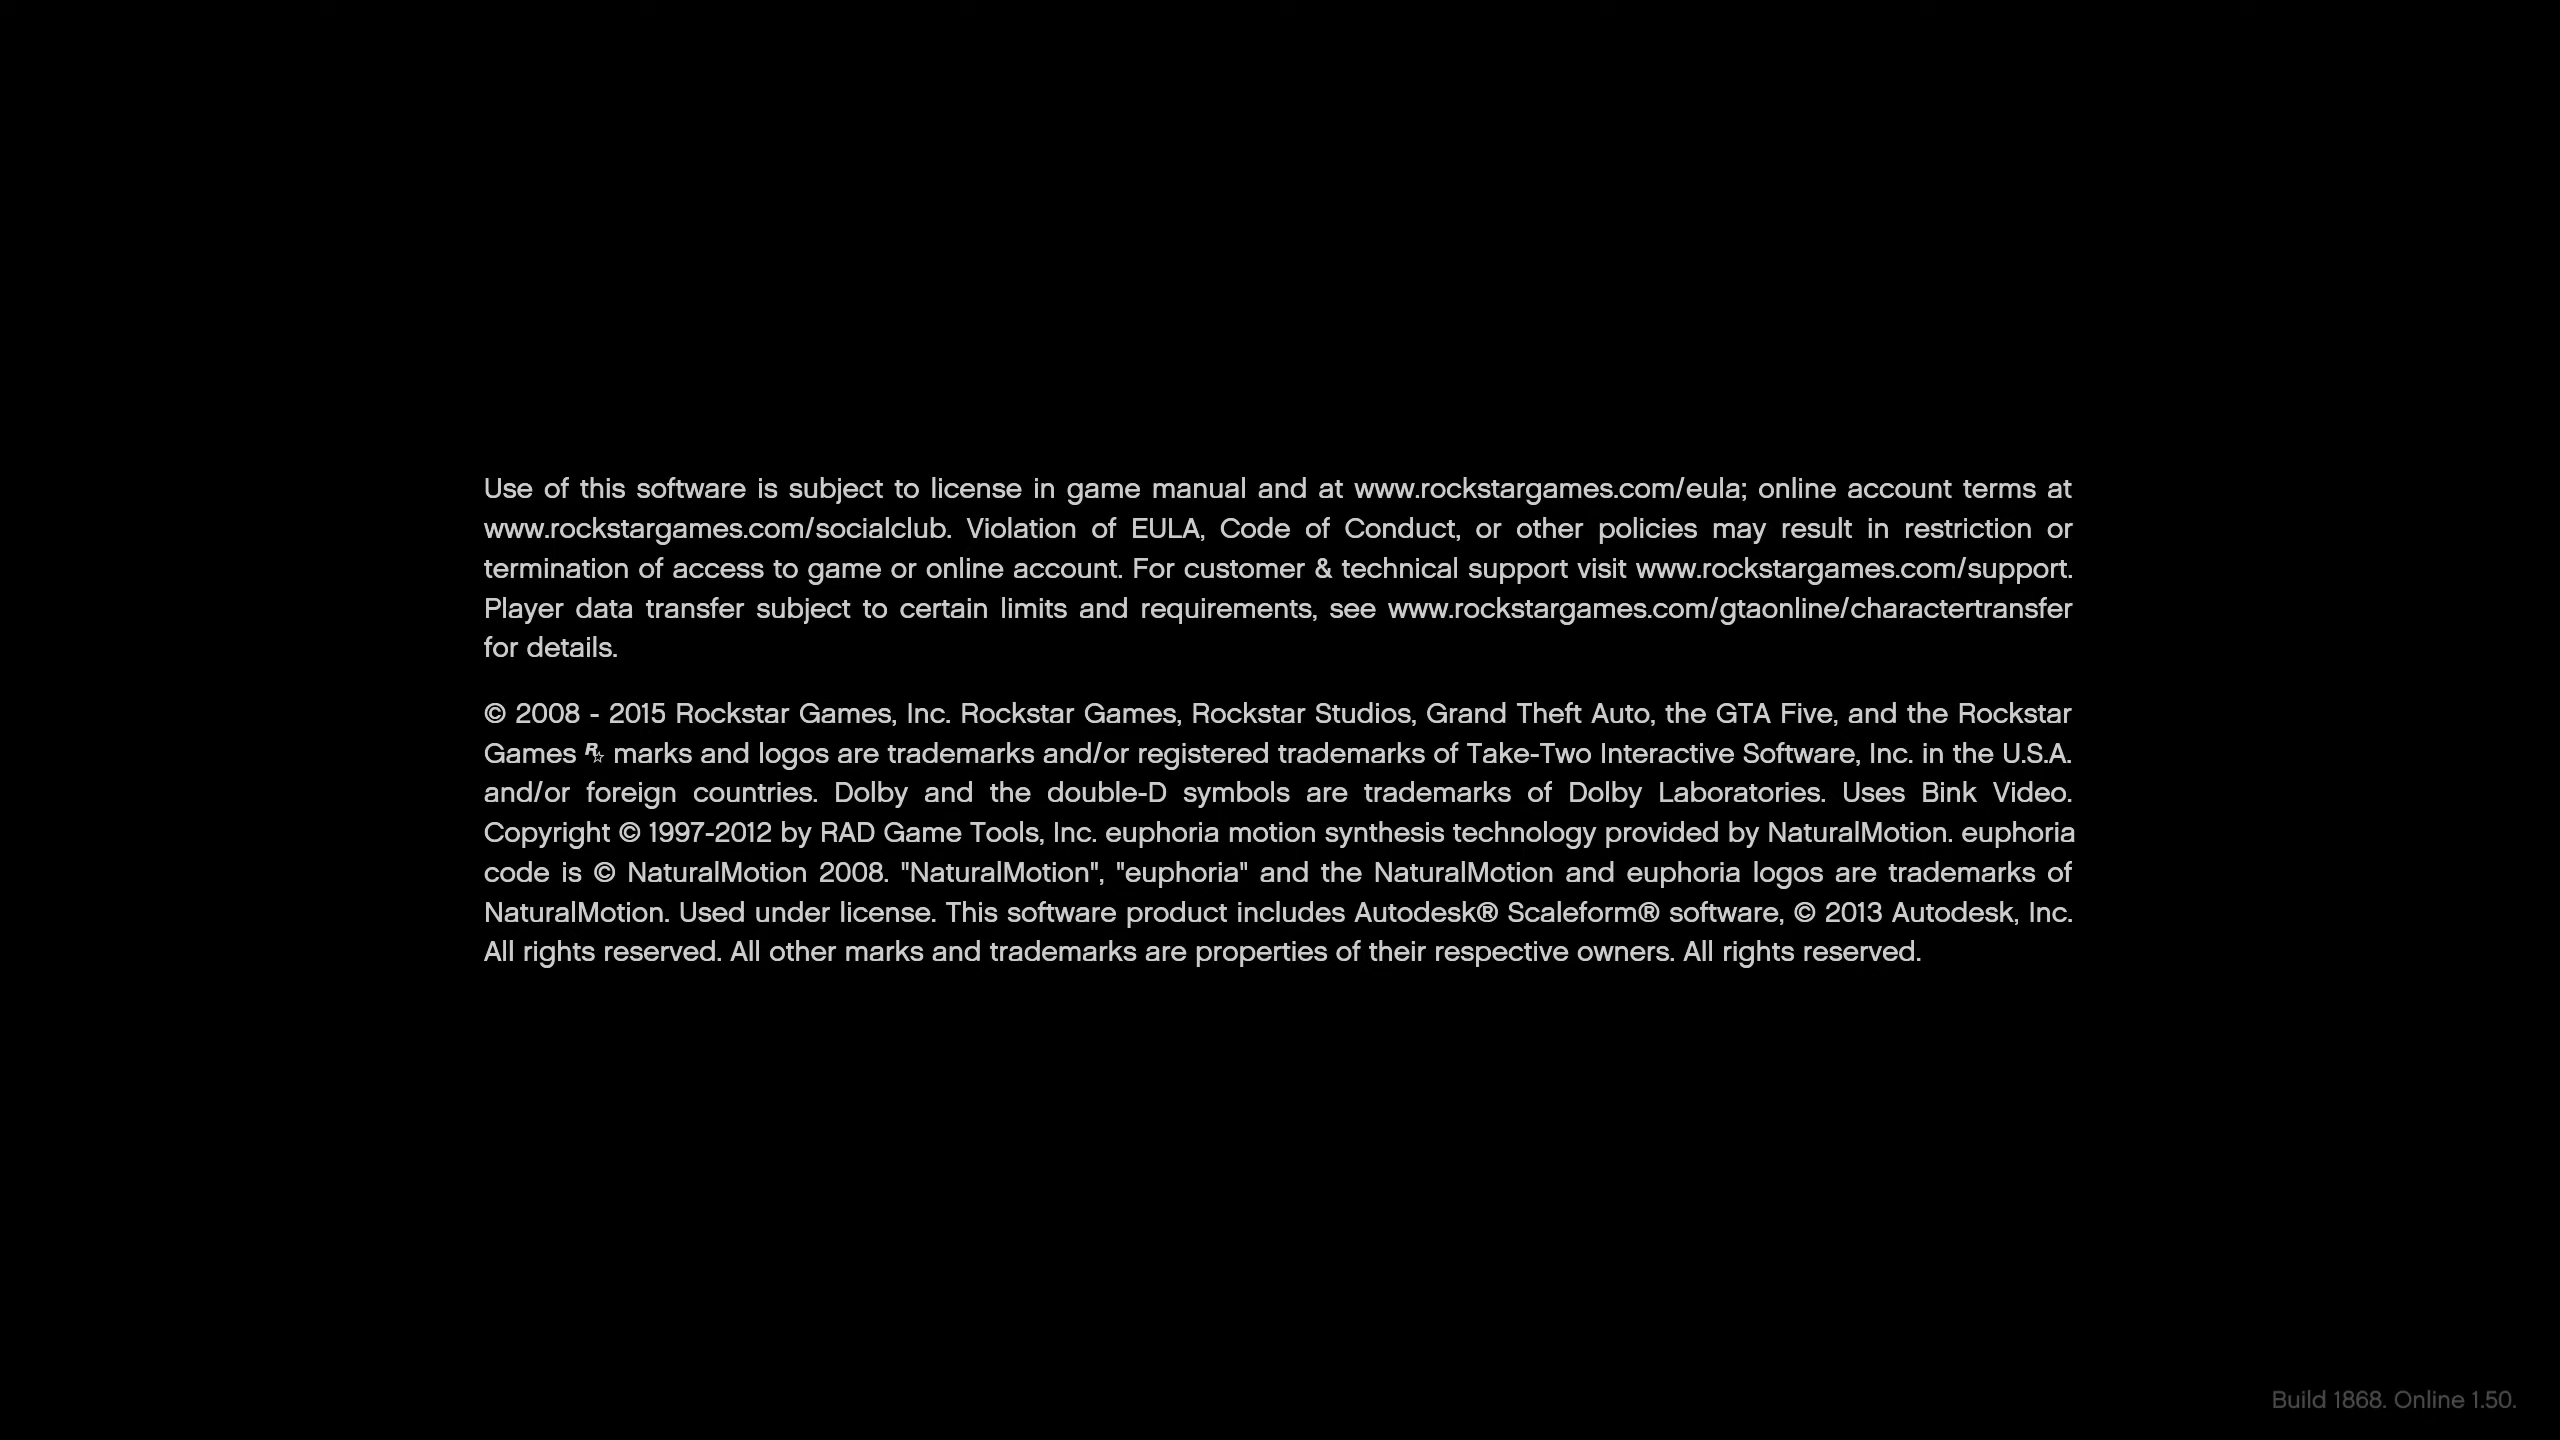 Use of this software is subject to license in game manual and at www.rockstargames.com/eula; online account terms at
www.rockstargames.com/socialclub. Violation of EULA, Code of Conduct, or other policies may result in restriction or
termination of access to game or online account. For customer & technical support visit www.rockstargames.com/support.
Player data transfer subject to certain limits and requirements, see www.rockstargames.com/gtaonline/charactertransfer
for details.
© 2008 - 2015 Rockstar Games, Inc. Rockstar Games, Rockstar Studios, Grand Theft Auto, the GTA Five, and the Rockstar
Games R☆ marks and logos are trademarks and/or registered trademarks of Take-Two Interactive Software, Inc. in the U.S.A.
and/or foreign countries. Dolby and the double-D symbols are trademarks of Dolby Laboratories. Uses Bink Video.
Copyright © 1997-2012 by RAD Game Tools, Inc. euphoria motion synthesis technology provided by NaturalMotion. euphoria
code is © NaturalMotion 2008. "NaturalMotion", "euphoria" and the NaturalMotion and euphoria logos are trademarks of
NaturalMotion. Used under license. This software product includes Autodesk® Scaleform® software, © 2013 Autodesk, Inc.
All rights reserved. All other marks and trademarks are properties of their respective owners. All rights reserved.
Build 1868. Online 1.50.